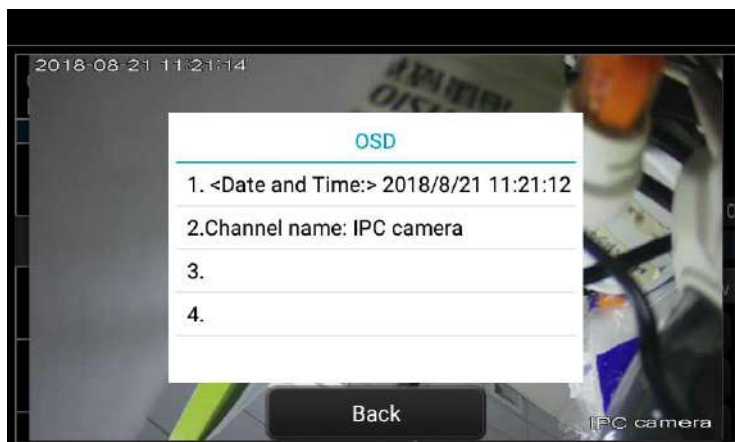 2018-08-21 11:21:14
OSD
1. <Date and Time:> 2018/8/21 11:21:12
2.Channel name: IPC camera
3.
4.
Back
IPC camera